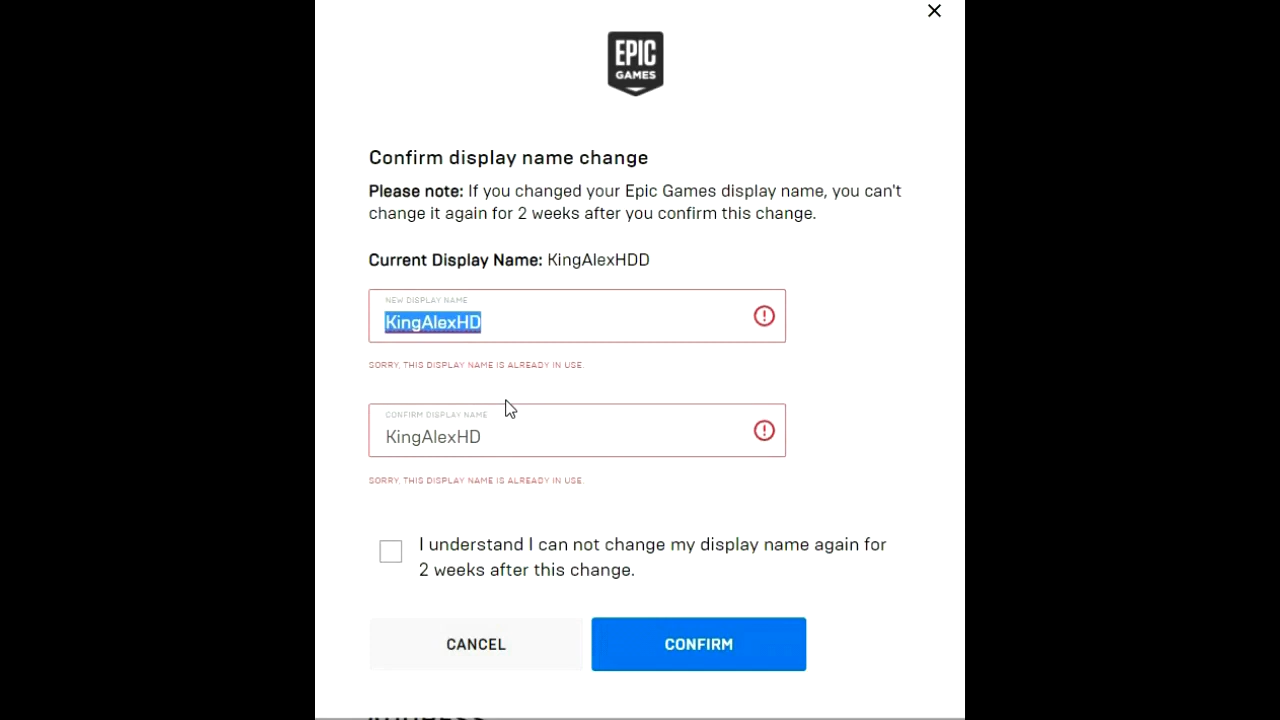 EPIC
GAMES
Confirm display name change
Please note: If you changed your Epic Games display name, you can't
change it again for 2 weeks after you confirm this change.
Current Display Name: KingAlexHDD
NEW DISPLAY NAME
KingAlexHD
SORRY, THIS DISPLAY NAME IS ALREADY IN USE.
CONFIRM DISPLAY NAME
KingAlexHD
SORRY, THIS DISPLAY NAME IS ALREADY IN USE.
I understand I can not change my display name again for
2 weeks after this change.
CANCEL
CONFIRM